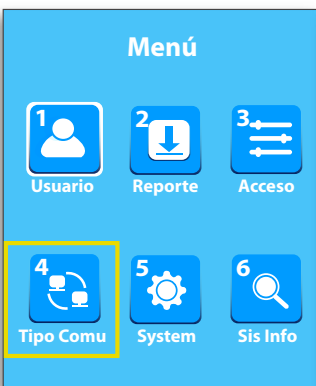 Menú
1 2 3
Usuario Reporte Acceso
4 5 6
Tipo Comu System Sis Info